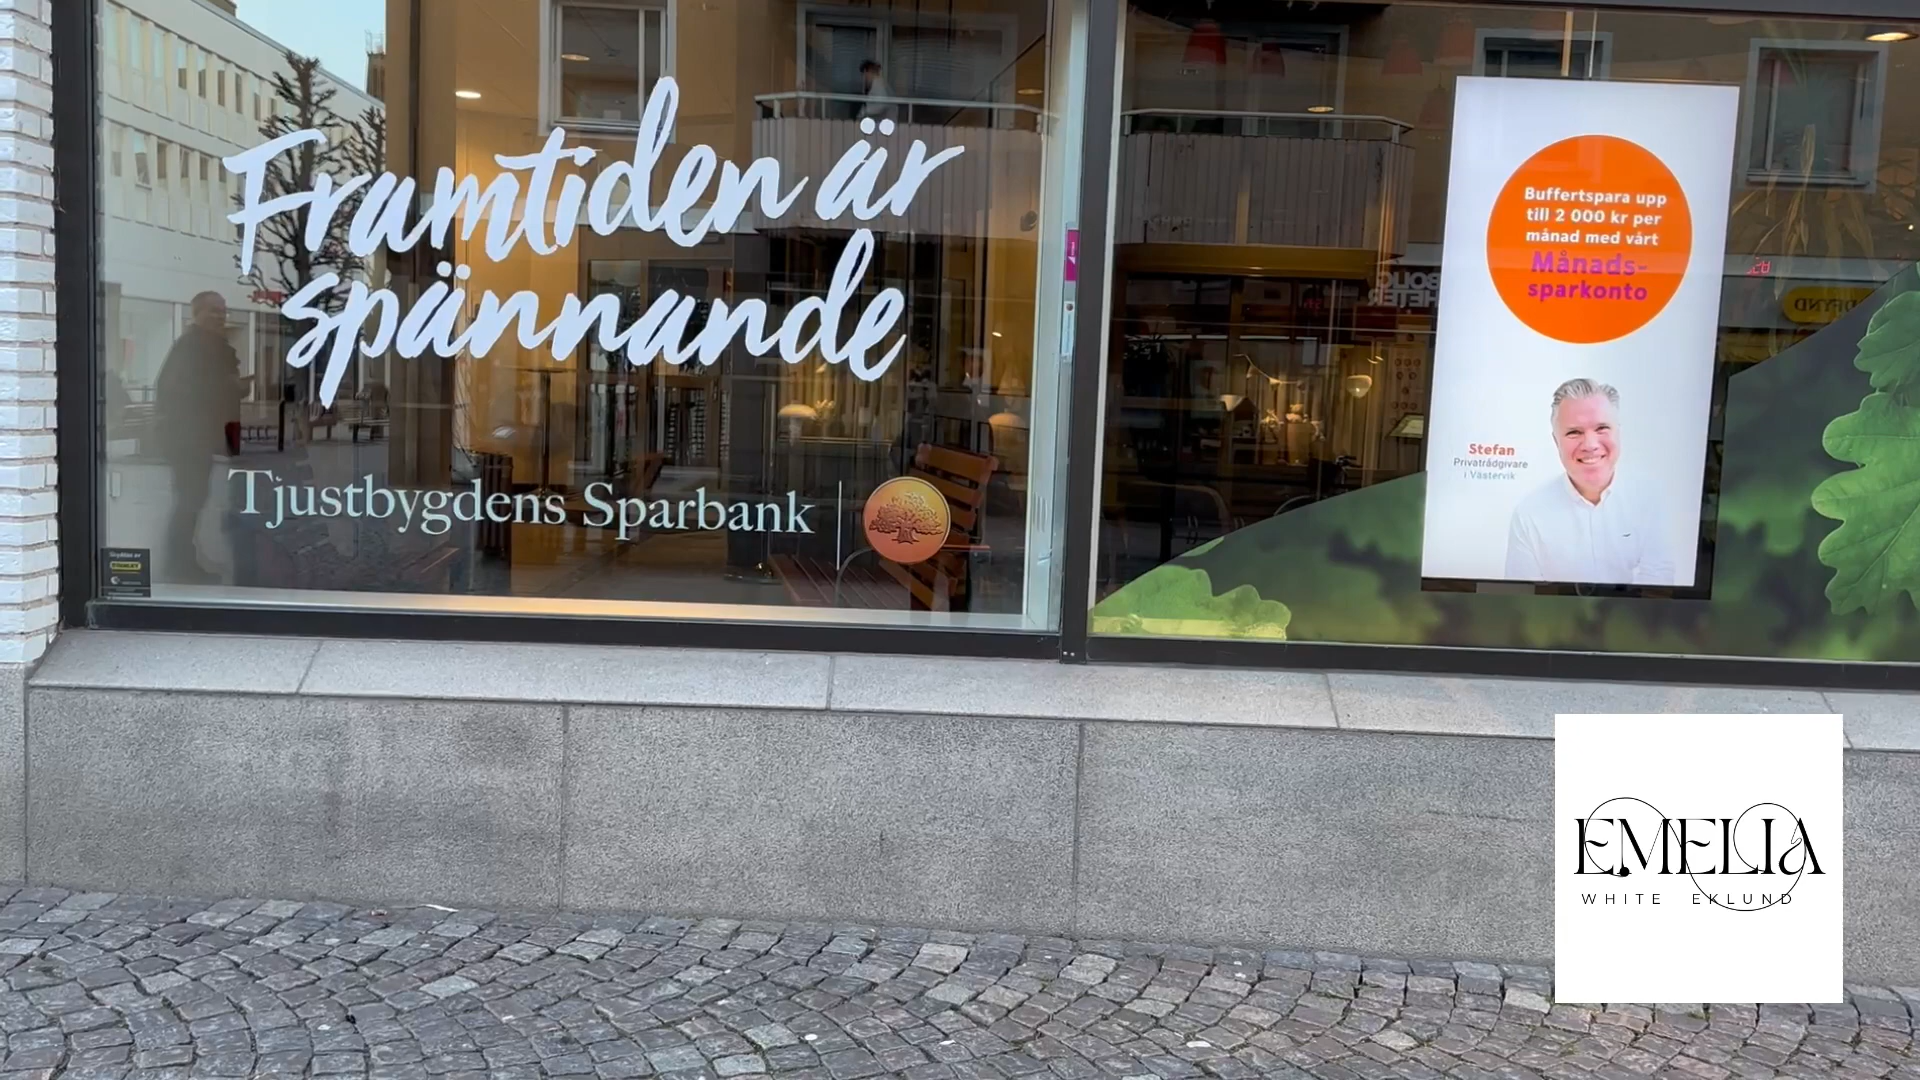 Framtiden är
spännande
Tjustbygdens Sparbank
Buffertspara upp
till 2 000 kr per
månad med vårt
Månads-
sparkonto
Stefan
Privatrådgivare
i Västervik
STANLEY
EMELIA
WHITE EKLUND